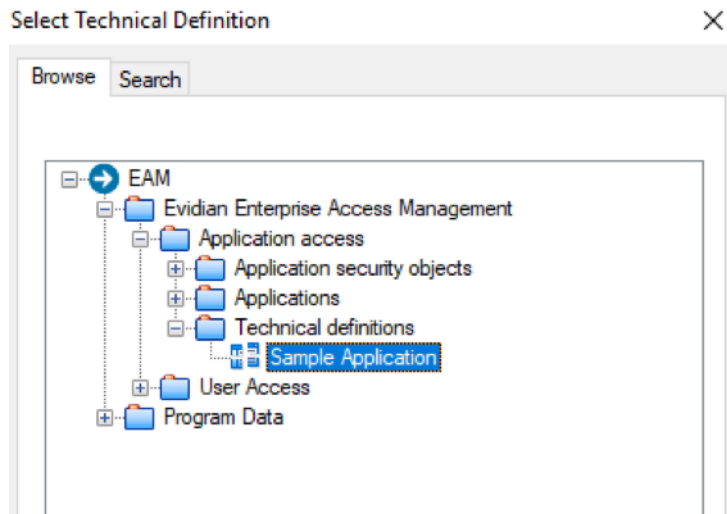 Select Technical Definition
Browse Search
EAM
Evidian Enterprise Access Management
Application access
Application security objects
Applications
Technical definitions
Sample Application
User Access
Program Data